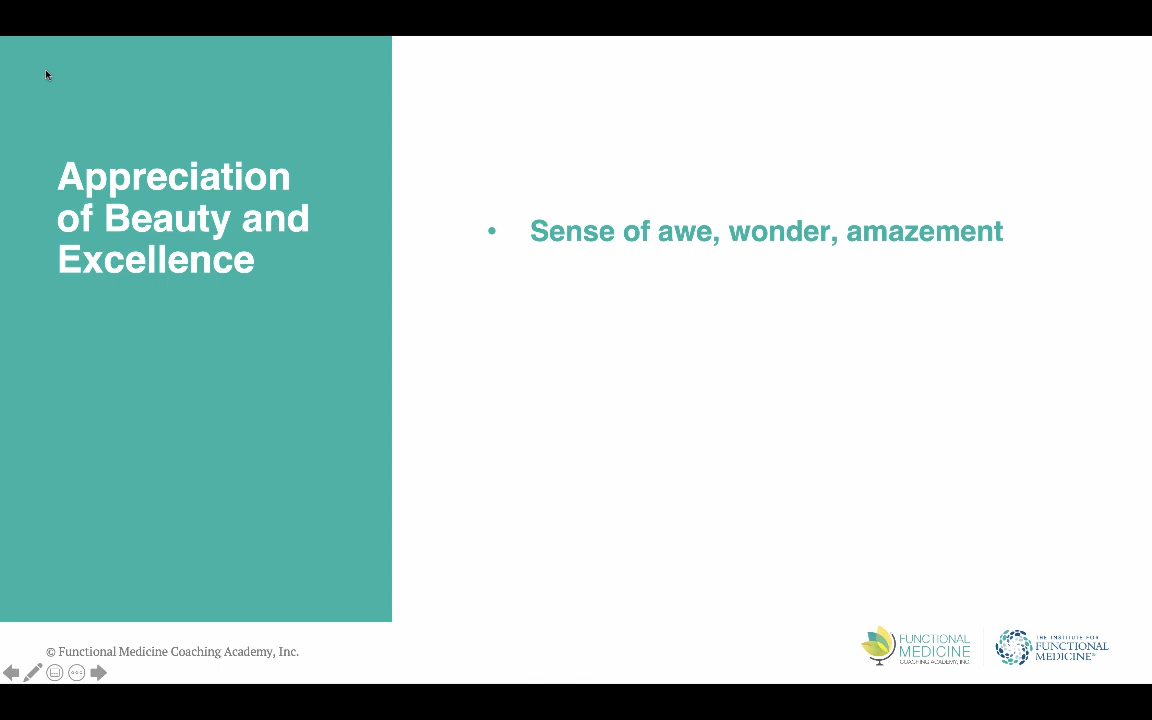 Appreciation
of Beauty and
Excellence
• Sense of awe, wonder, amazement
© Functional Medicine Coaching Academy, Inc.
FUNCTIONAL
MEDICINE
COACHING ACADEMY, INC.
THE INSTITUTE FOR
FUNCTIONAL
MEDICINE®